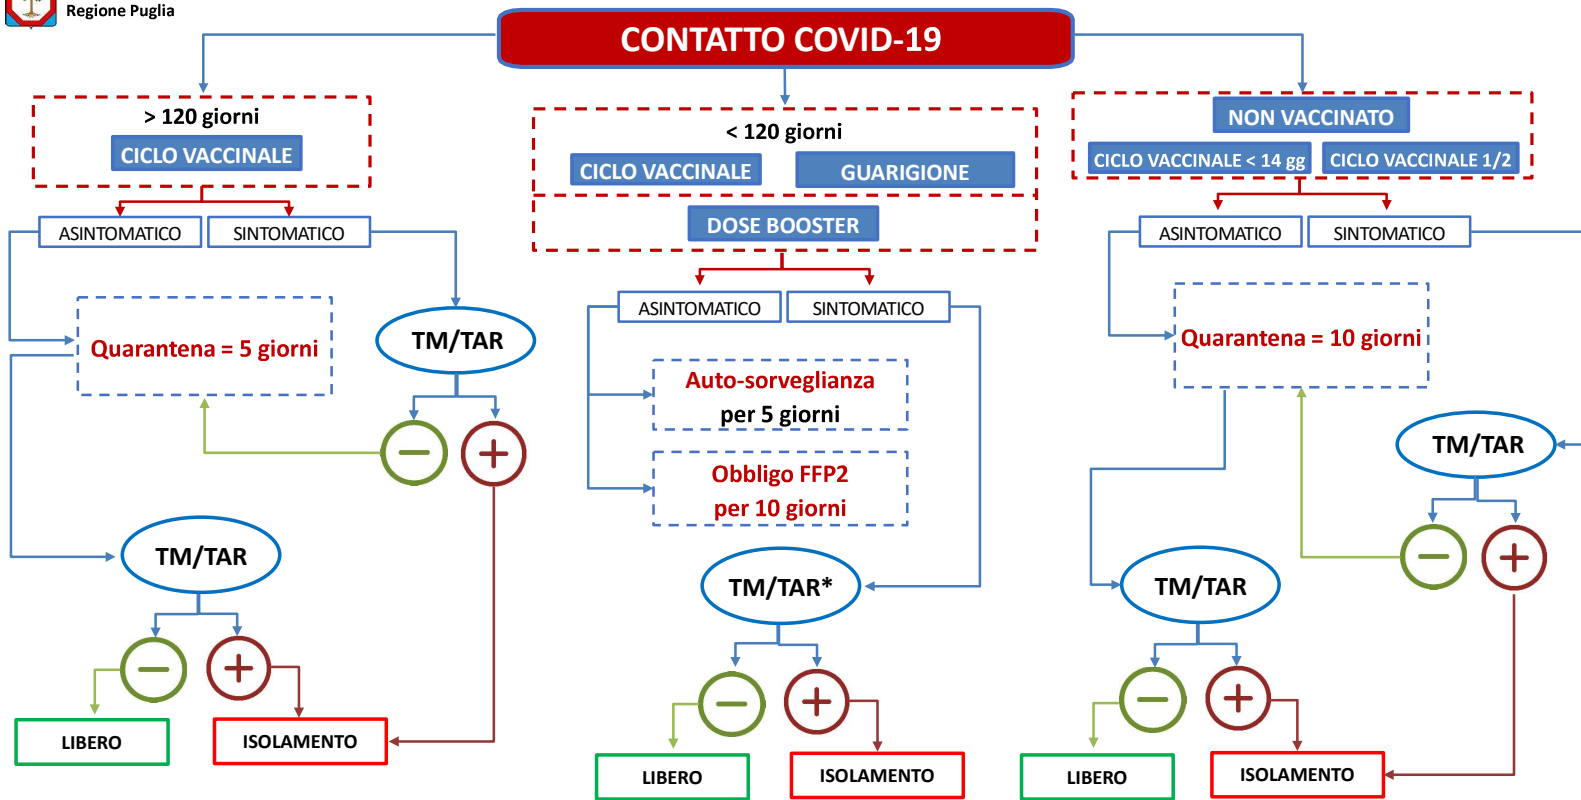 Regione Puglia
CONTATTO COVID-19
> 120 giorni
CICLO VACCINALE
ASINTOMATICO
SINTOMATICO
Quarantena = 5 giorni
TM/TAR
TM/TAR
LIBERO
ISOLAMENTO
< 120 giorni
CICLO VACCINALE
GUARIGIONE
DOSE BOOSTER
ASINTOMATICO
SINTOMATICO
Auto-sorveglianza
per 5 giorni
Obbligo FFP2
per 10 giorni
TM/TAR*
LIBERO
ISOLAMENTO
NON VACCINATO
CICLO VACCINALE < 14 gg
CICLO VACCINALE 1/2
ASINTOMATICO
SINTOMATICO
Quarantena = 10 giorni
TM/TAR
TM/TAR
LIBERO
ISOLAMENTO